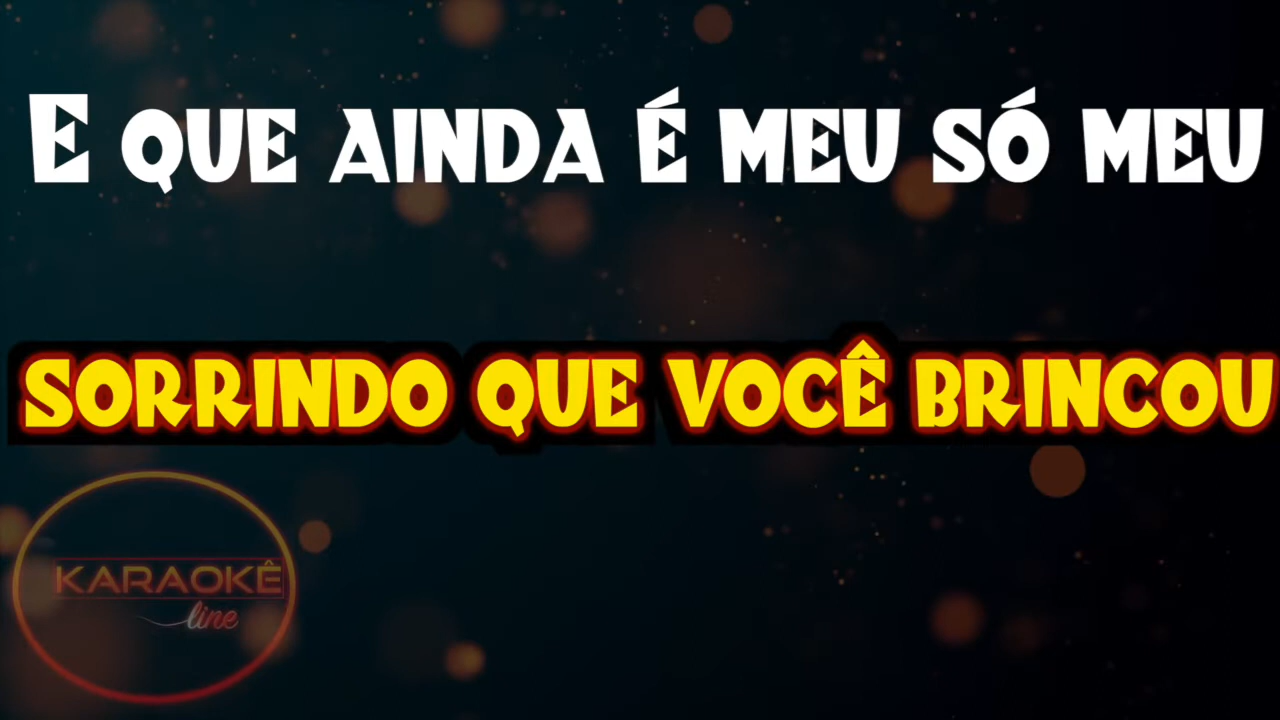 E QUE AINDA É MEU SÓ MEU
SORRINDO QUE VOCÊ BRINCOU
KARAOKÊ
line